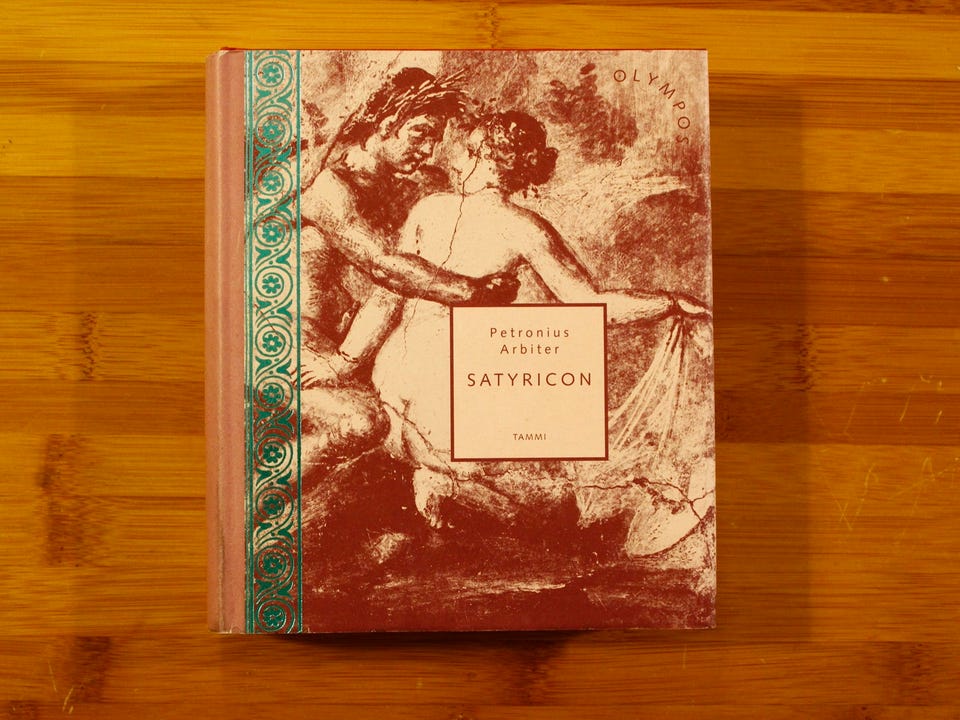 OLYMPOS
Petronius
Arbiter
SATYRICON
TAMMI